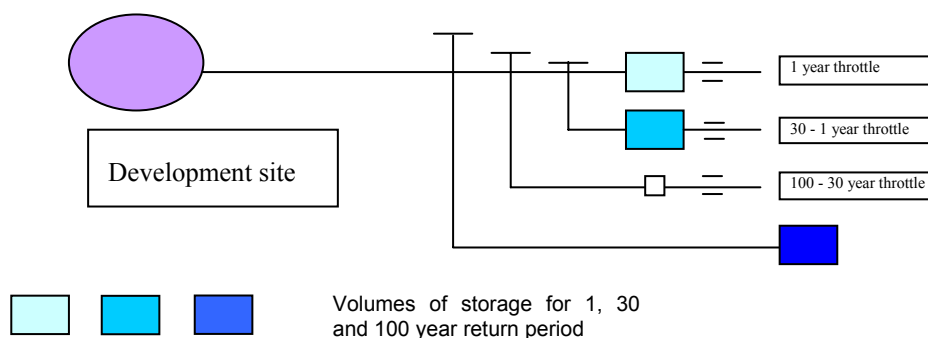 1 year throttle
30 - 1 year throttle
Development site
100 - 30 year throttle
Volumes of storage for 1, 30
and 100 year return period